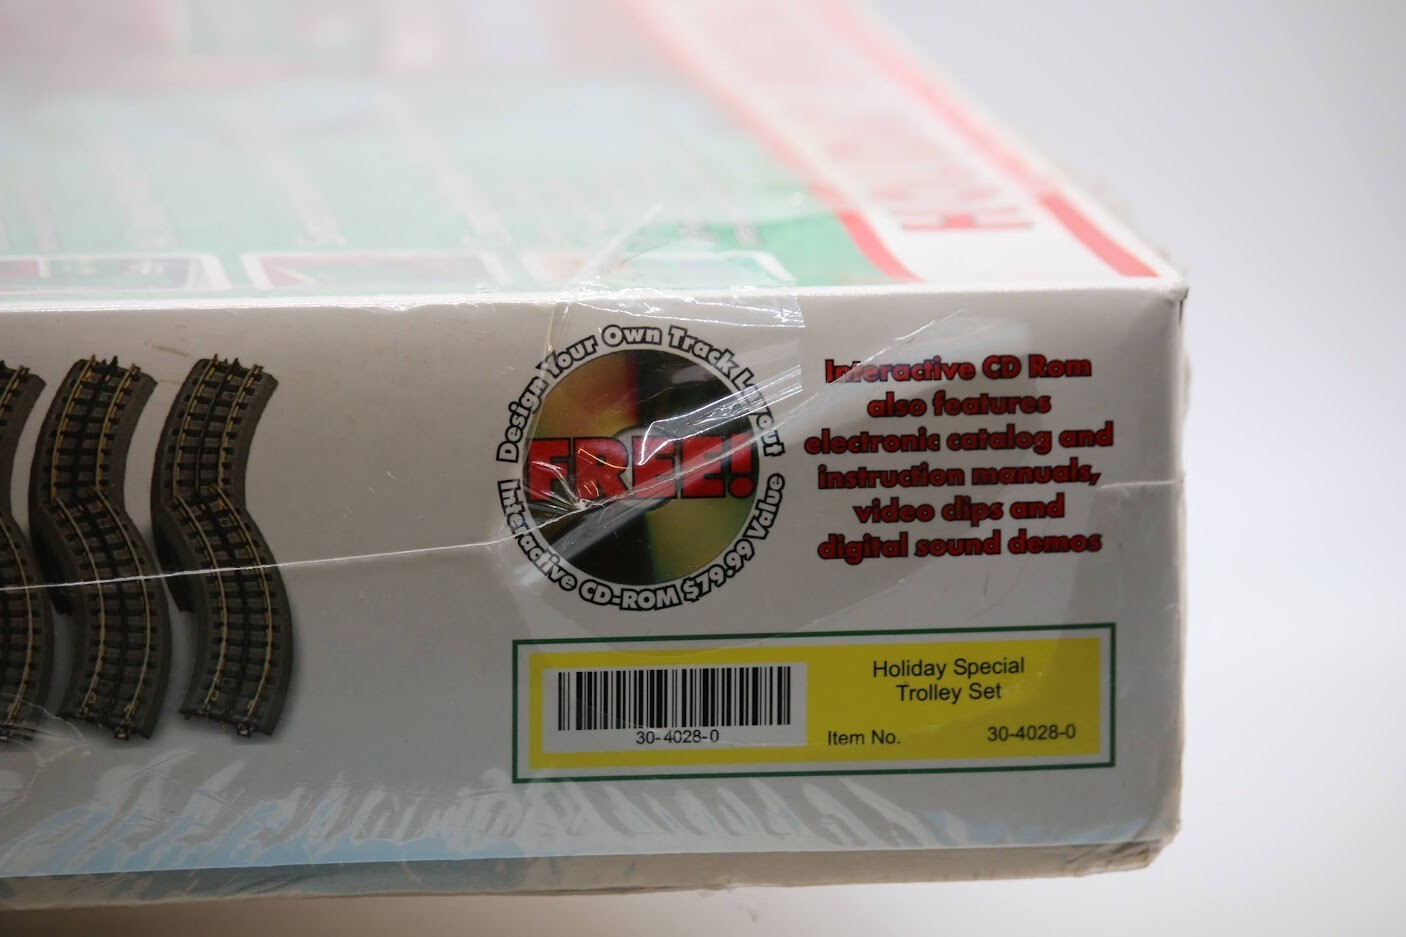 Design Your Own Track Layout
FREE!
Interactive CD-ROM $79.99 Value
Interactive CD Rom
also features
electronic catalog and
instruction manuals,
video clips and
digital sound demos
30-4028-0
Holiday Special
Trolley Set
Item No. 30-4028-0